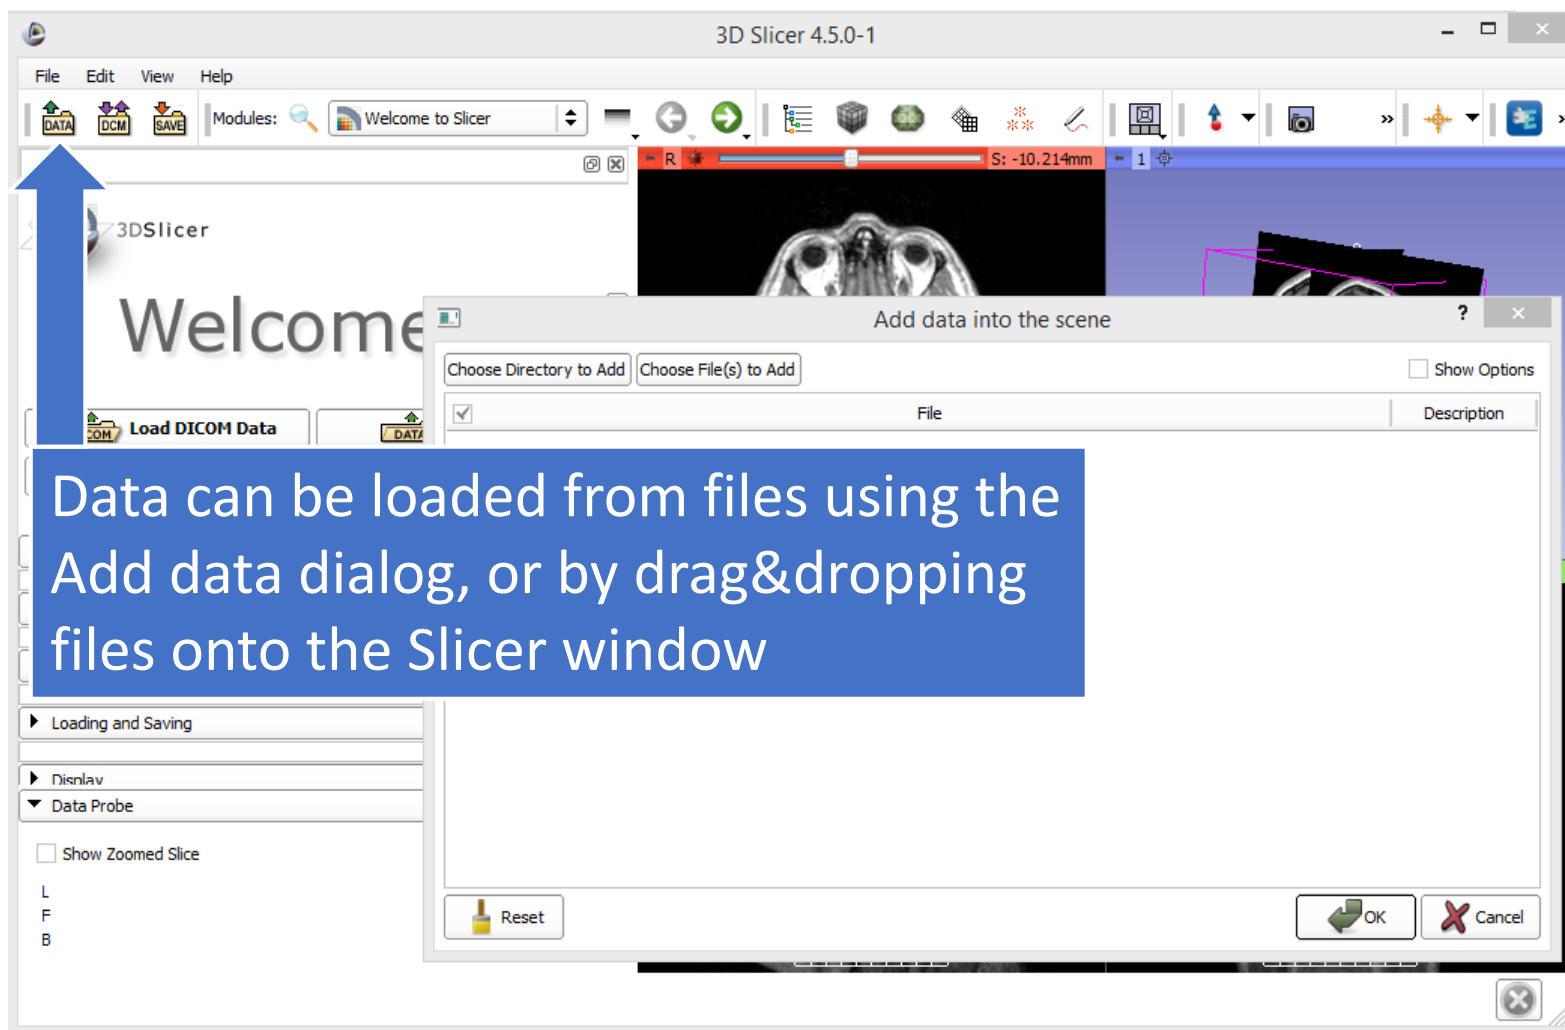 3D Slicer 4.5.0-1
File Edit View Help
DATA DCM SAVE Modules: Welcome to Slicer
R S: -10.214mm 1
3DSlicer
Welcome
Add data into the scene ?
Choose Directory to Add Choose File(s) to Add Show Options
File Description
Load DICOM Data
Data can be loaded from files using the
Add data dialog, or by drag&dropping
files onto the Slicer window
Loading and Saving
Display
Data Probe
Show Zoomed Slice
L
F
B
Reset OK Cancel